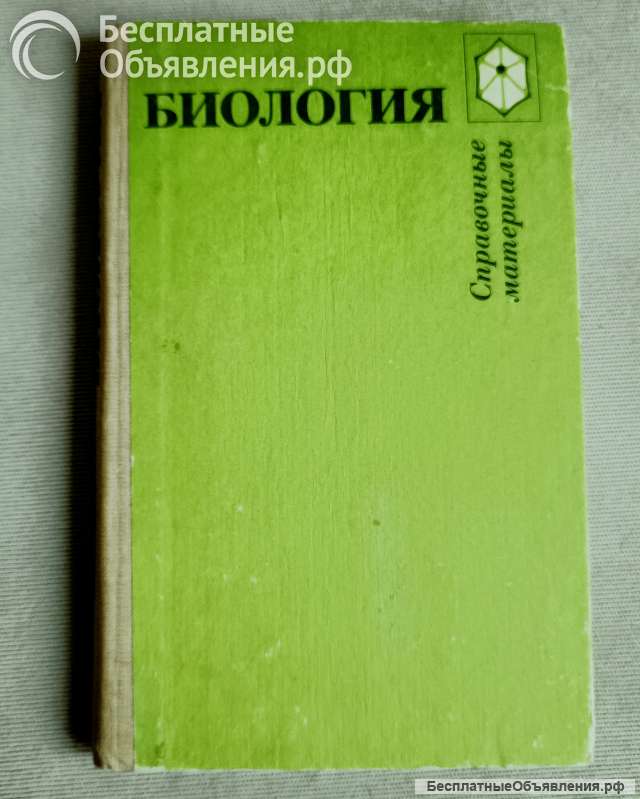 Бесплатные
Объявления.рф
БИОЛОГИЯ
Справочные
материалы
БесплатныеОбъявления.рф